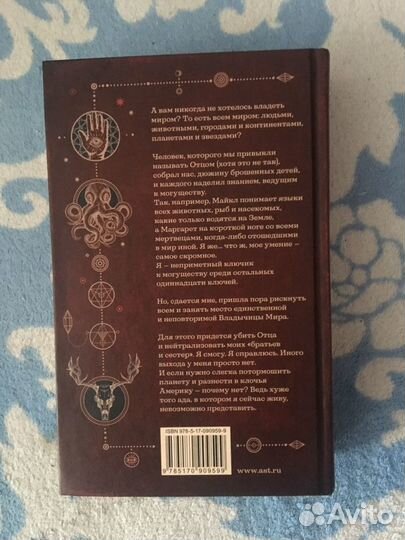 А вам никогда не хотелось владеть
миром? То есть всем миром: людьми,
животными, городами и континентами,
планетами и звездами?
Человек, которого мы привыкли
называть Отцом (хотя это не так),
собрал нас, дюжину брошенных детей,
и каждого наделил знанием, ведущим
к могуществу.
Там, например, Майкл понимает языки
всех животных, рыб и насекомых,
какие только водятся на Земле,
а Маргарет на короткой ноге со всеми
мертвецами, когда-либо отошедшими
в мир иной. Я же... что ж, мое умение –
самое скромное.
Я – неприметный ключик
к могуществу среди остальных
одиннадцати ключей.
Но, сдается мне, пришла пора рискнуть
всем и занять место единственной
и неповторимой Владычицы Мира.
Для этого придется убить Отца
и нейтрализовать моих «братьев
и сестер». Я смогу. Я справлюсь. Иного
выхода у меня просто нет.
И если нужно слегка потормошить
планету и разнести в клочья
Америку – почему нет? Ведь хуже
того ада, в котором я сейчас живу,
невозможно представить.
ISBN 978-5-17-090959-9
9 785170 909599
www.ast.ru
Avito